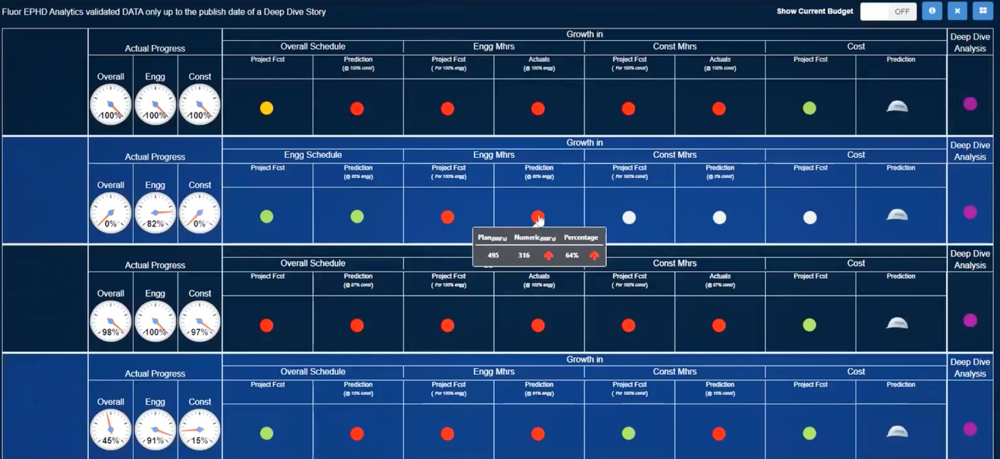 Fluor EPHD Analytics validated DATA only up to the publish date of a Deep Dive Story
Show Current Budget OFF
Growth in
Deep Dive Analysis
Actual Progress
Overall Schedule Engg Mhrs Const Mhrs Cost
Project Fcst Prediction Project Fcst Actuals Project Fcst Actuals Project Fcst Prediction
(@ 100% const) ( For 100% engg) (@ 100% engg) ( For 100% const) (@ 100% const)
Overall Engg Const
100% 100% 100%
Growth in
Deep Dive Analysis
Actual Progress
Engg Schedule Engg Mhrs Const Mhrs Cost
Project Fcst Prediction Project Fcst Prediction Project Fcst Prediction Project Fcst Prediction
(@ 82% engg) ( For 100% engg) (@ 82% engg) ( For 100% const) (@ 0% const)
Overall Engg Const
0% 82% 0%
Plan(000's) Numeric(000's) Percentage
495 316 64%
Deep Dive Analysis
Actual Progress
Overall Schedule Const Mhrs Cost
Project Fcst Prediction Project Fcst Actuals Project Fcst Actuals Project Fcst Prediction
(@ 97% const) ( For 100% engg) (@ 100% engg) ( For 100% const) (@ 97% const)
Overall Engg Const
98% 100% 97%
Growth in
Deep Dive Analysis
Actual Progress
Overall Schedule Engg Mhrs Const Mhrs Cost
Project Fcst Prediction Project Fcst Prediction Project Fcst Prediction Project Fcst Prediction
(@ 15% const) ( For 100% engg) (@ 91% engg) ( For 100% const) (@ 15% const)
Overall Engg Const
45% 91% 15%